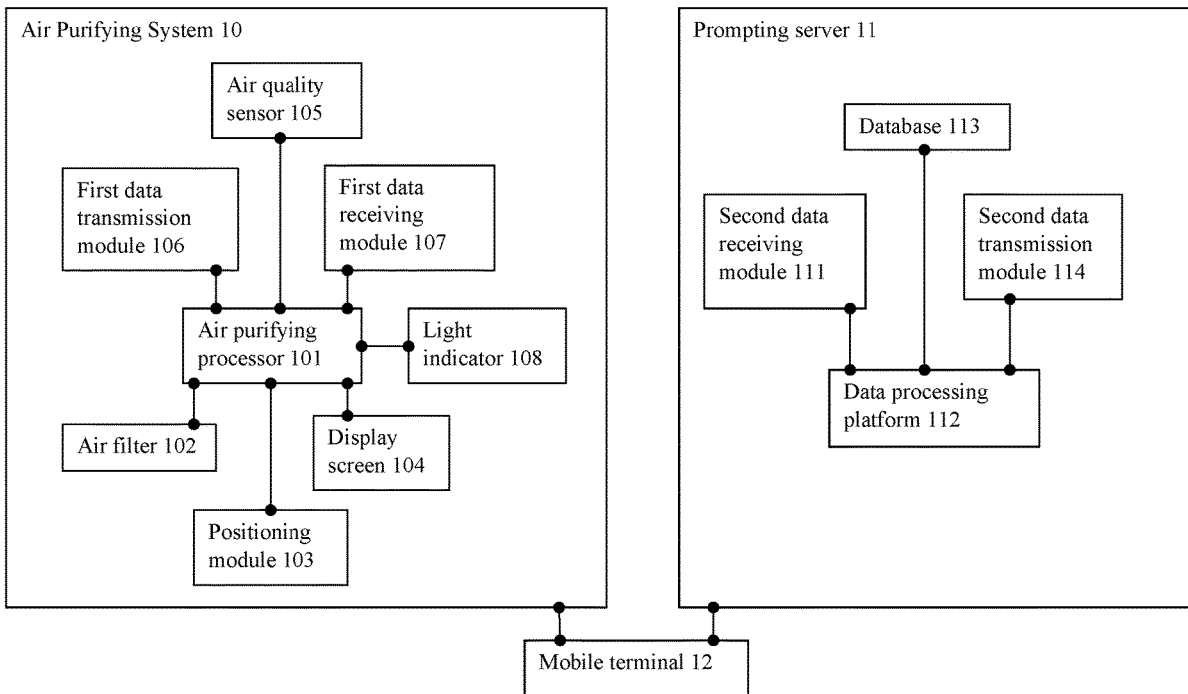 Air Purifying System 10
Air quality
sensor 105
First data
transmission
module 106
First data
receiving
module 107
Air purifying
processor 101
Light
indicator 108
Air filter 102
Display
screen 104
Positioning
module 103
Prompting server 11
Database 113
Second data
receiving
module 111
Second data
transmission
module 114
Data processing
platform 112
Mobile terminal 12